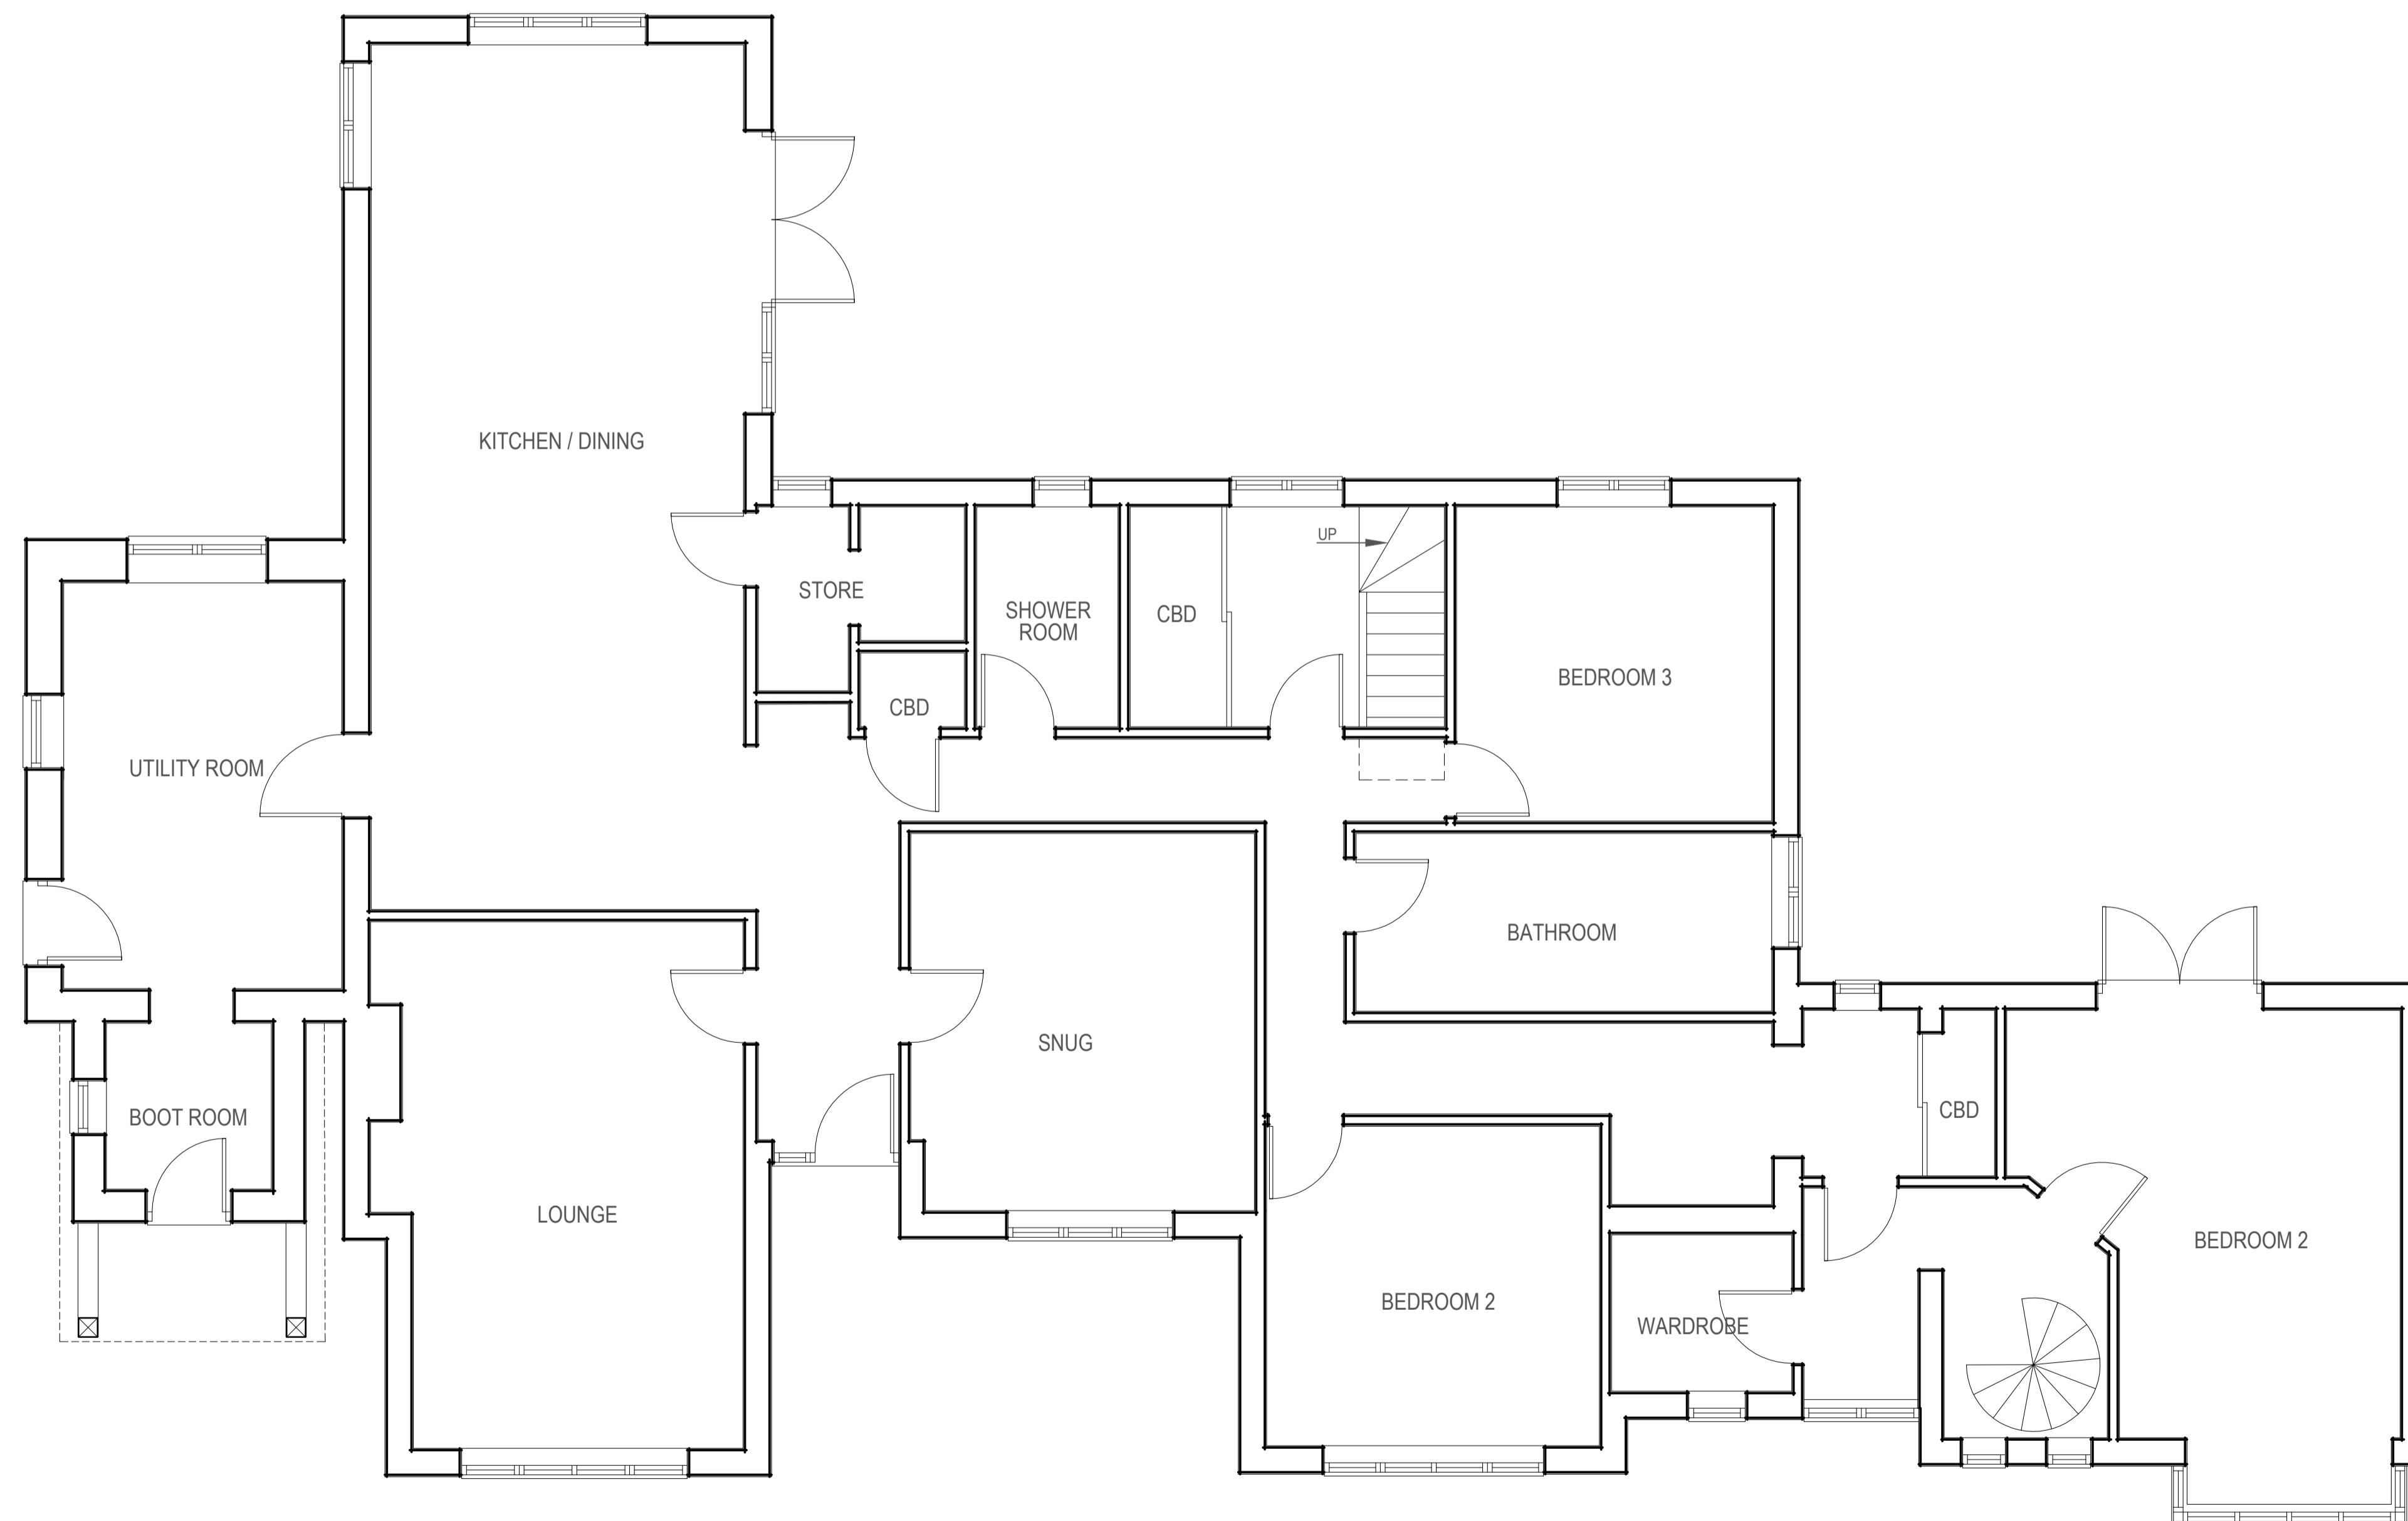 KITCHEN / DINING
UP
STORE
SHOWER
ROOM
CBD
BEDROOM 3
CBD
UTILITY ROOM
BATHROOM
SNUG
CBD
BOOT ROOM
LOUNGE
BEDROOM 2
BEDROOM 2
WARDROBE